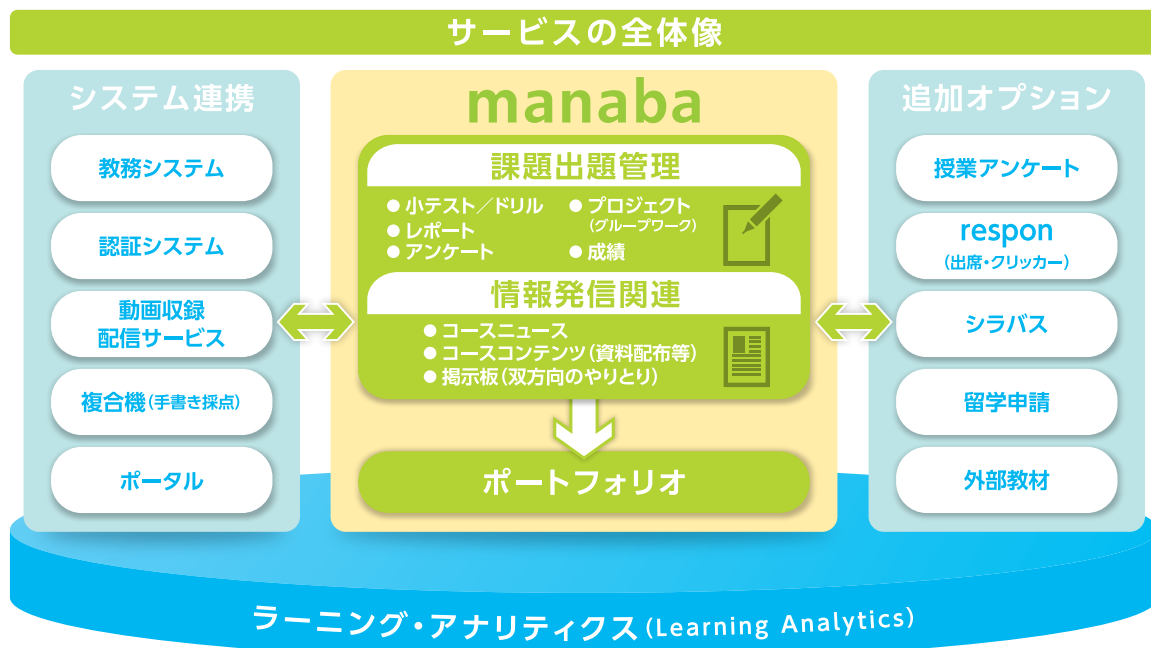 サービスの全体像
システム連携
教務システム
認証システム
動画収録
配信サービス
複合機(手書き採点)
ポータル
manaba
課題出題管理
● 小テスト／ドリル
● レポート
● アンケート
● プロジェクト
(グループワーク)
● 成績
情報発信関連
● コースニュース
● コースコンテンツ(資料配布等)
● 掲示板(双方向のやりとり)
ポートフォリオ
追加オプション
授業アンケート
respon
(出席・クリッカー)
シラバス
留学申請
外部教材
ラーニング・アナリティクス(Learning Analytics)